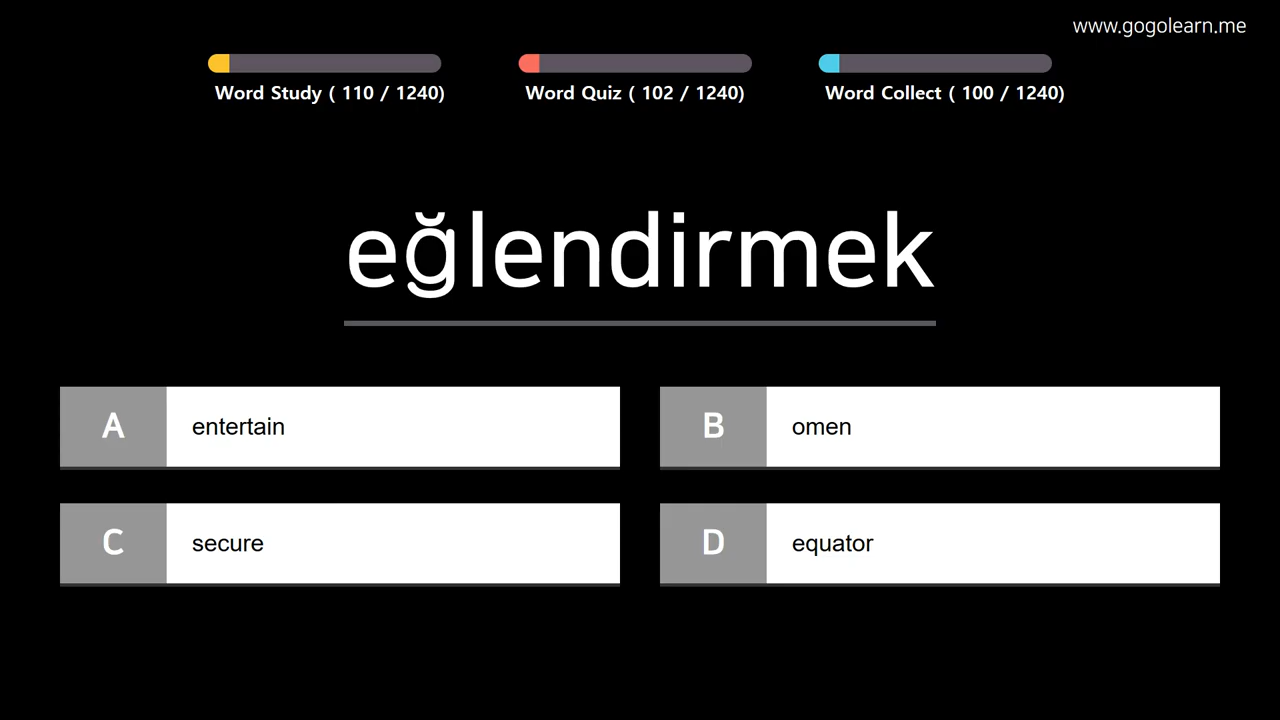 www.gogolearn.me
Word Study ( 110 / 1240)
Word Quiz ( 102 / 1240)
Word Collect ( 100 / 1240)
eğlendirmek
A entertain
B omen
C secure
D equator